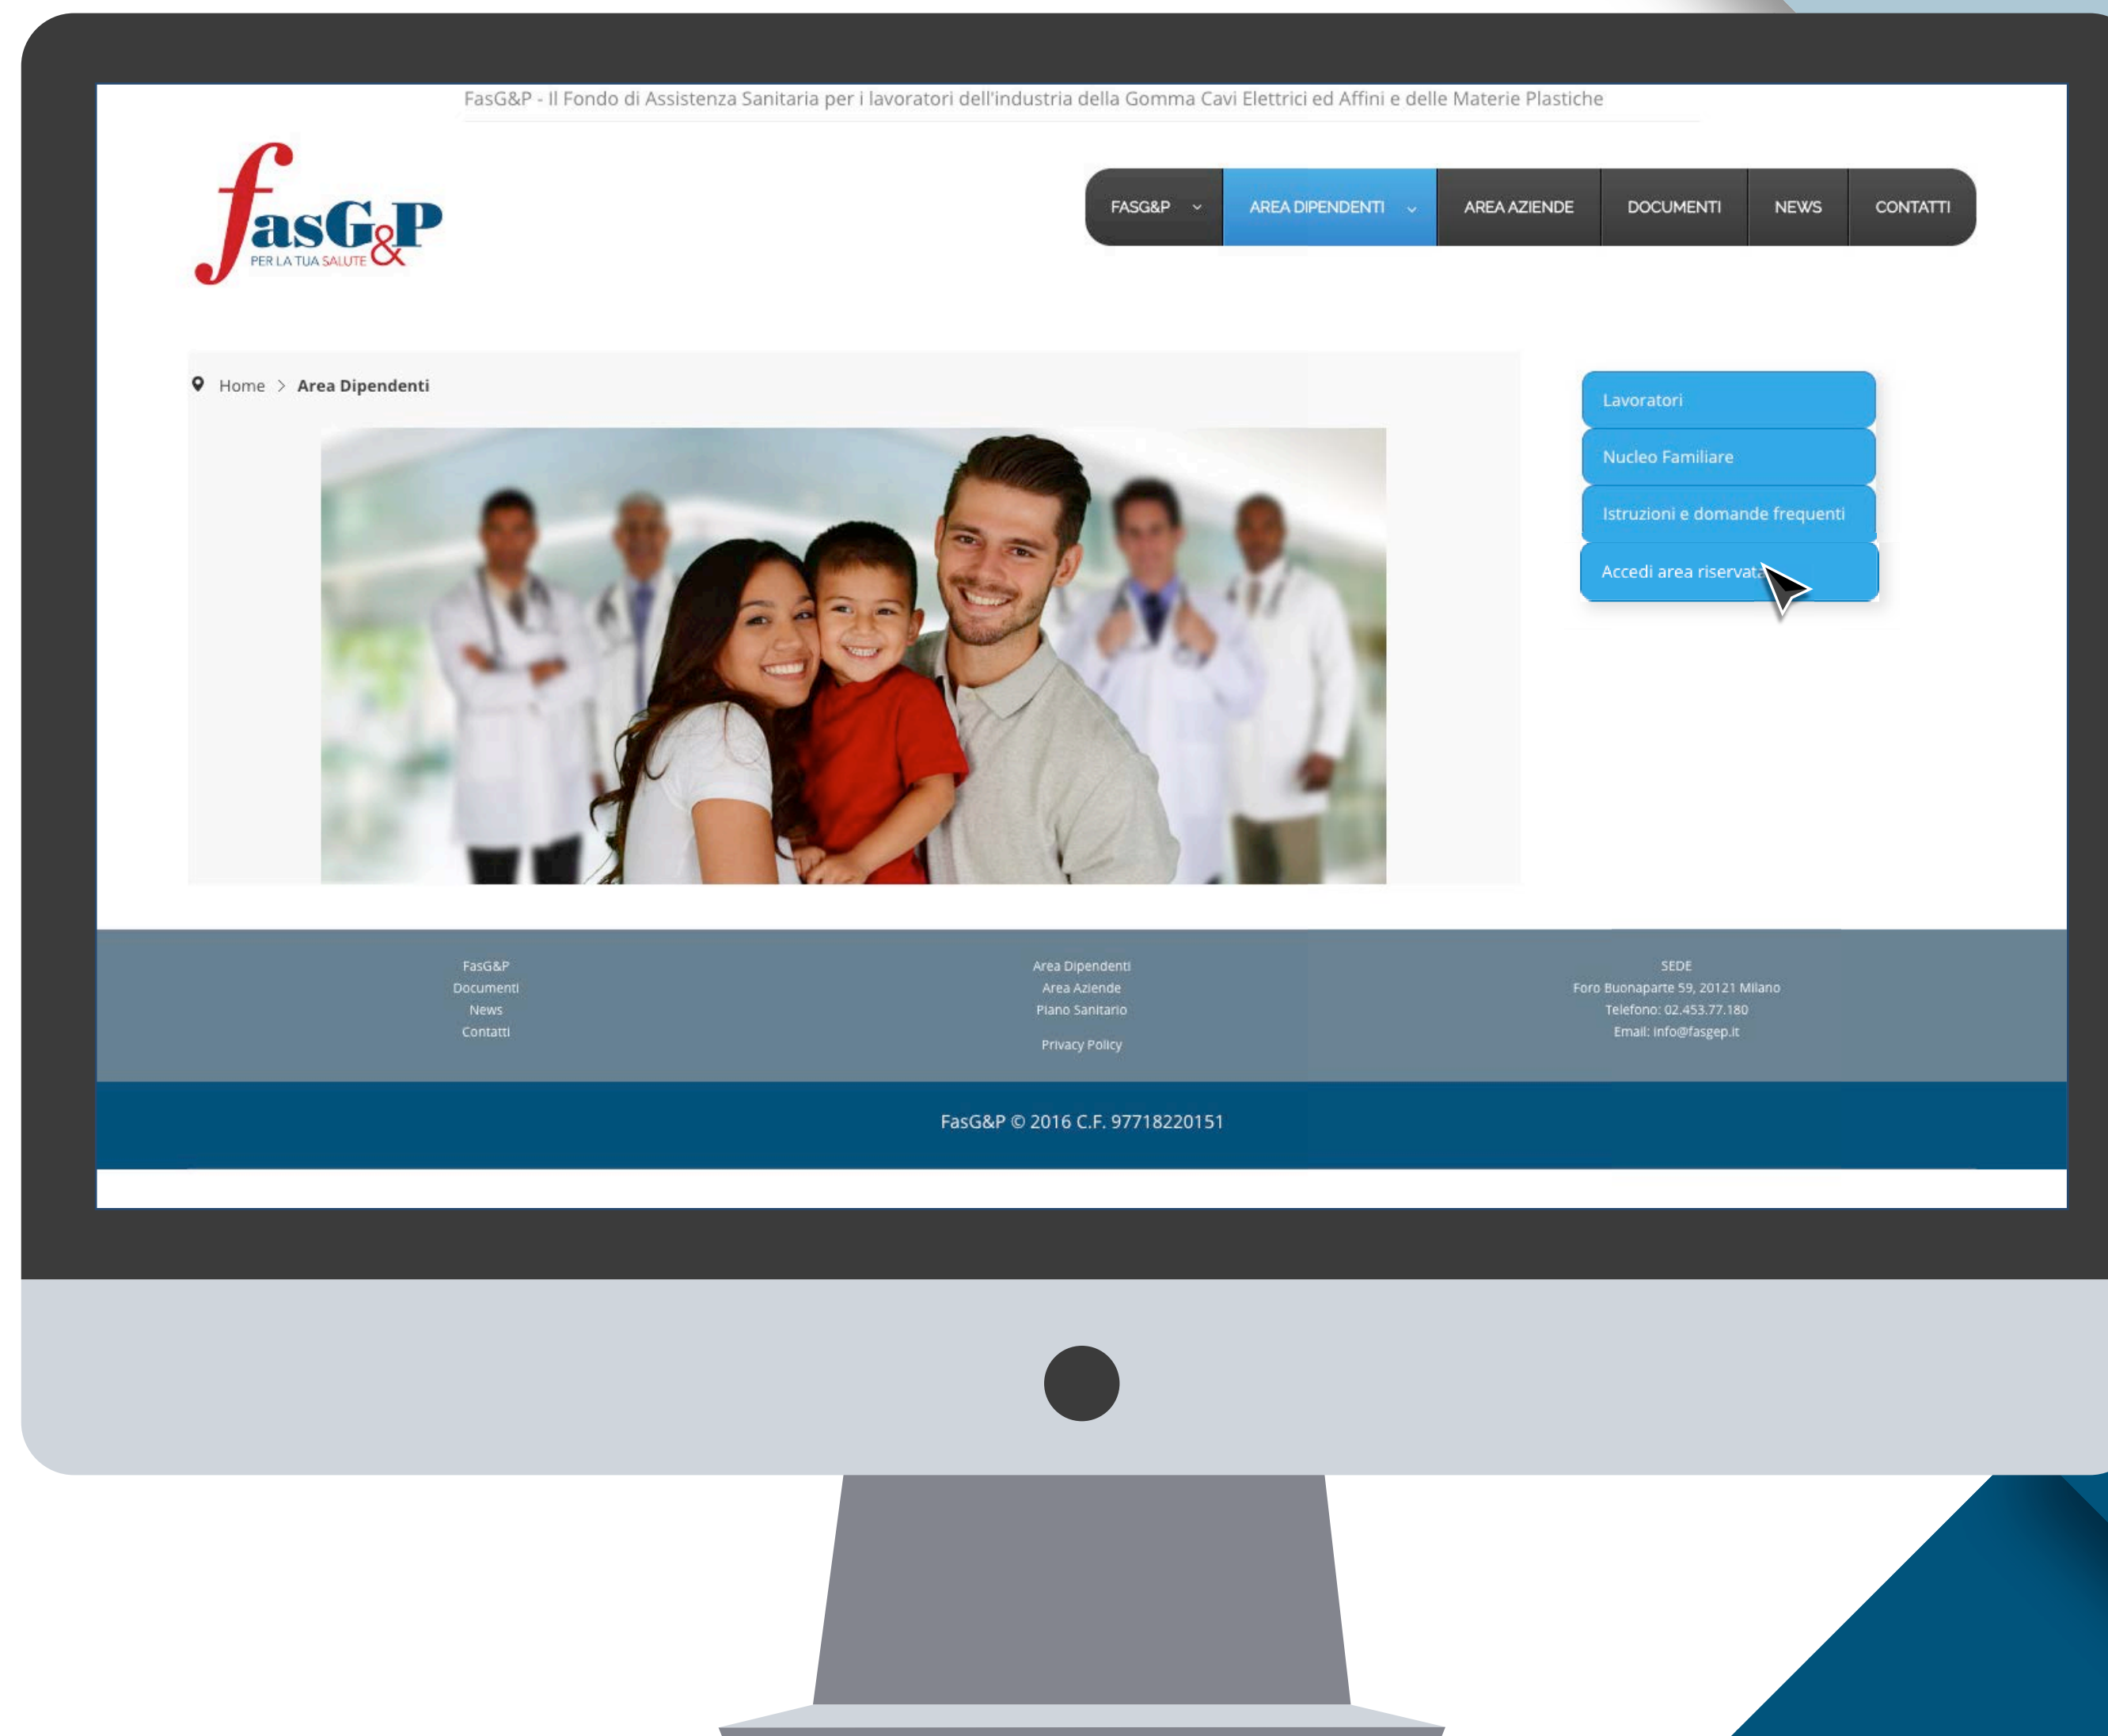 FasG&P - Il Fondo di Assistenza Sanitaria per i lavoratori dell'industria della Gomma Cavi Elettrici ed Affini e delle Materie Plastiche
fasG&P
PER LA TUA SALUTE
FASG&P
AREA DIPENDENTI
AREA AZIENDE
DOCUMENTI
NEWS
CONTATTI
Home > Area Dipendenti
Lavoratori
Nucleo Familiare
Istruzioni e domande frequenti
Accedi area riservata
FasG&P
Documenti
News
Contatti
Area Dipendenti
Area Aziende
Piano Sanitario
Privacy Policy
SEDE
Foro Buonaparte 59, 20121 Milano
Telefono: 02.453.77.180
Email: info@fasgep.it
FasG&P © 2016 C.F. 97718220151